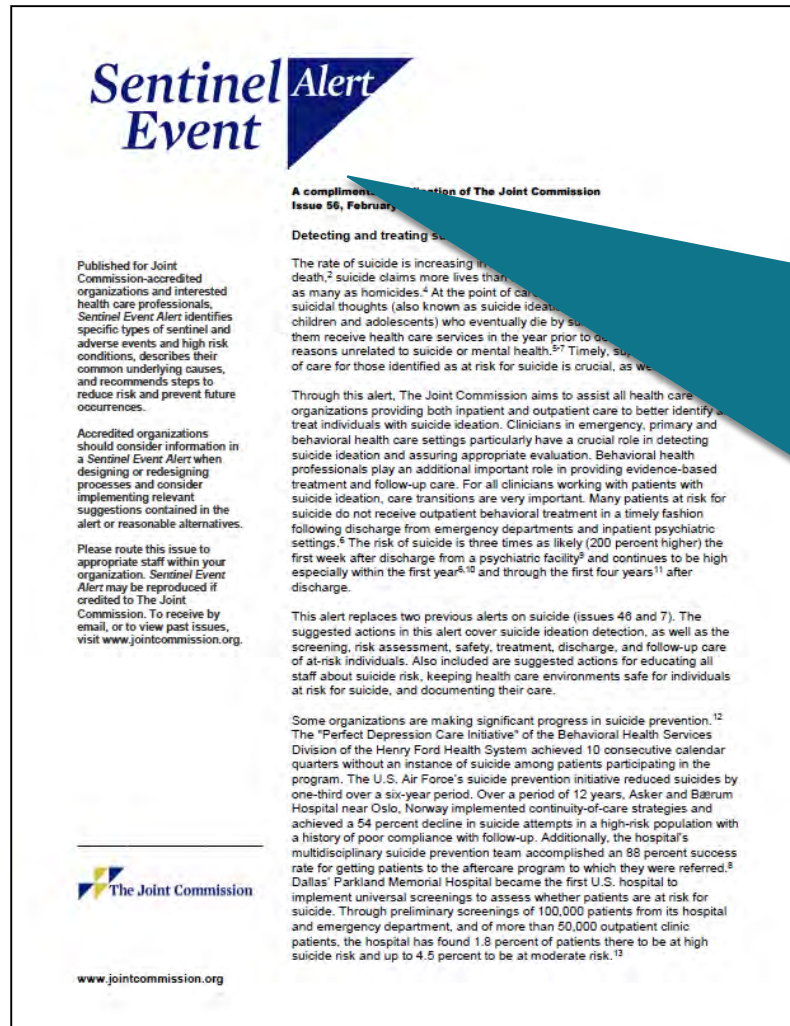 Sentinel Alert
Event
A compliment
Issue 56, February
Detecting and treating
The rate of suicide is increasing in
death,2 suicide claims more lives than
as many as homicides.4 At the point of
suicidal thoughts (also known as suicide
children and adolescents) who eventually die by
them receive health care services in the year prior to
reasons unrelated to suicide or mental health.5-7 Timely,
of care for those identified as at risk for suicide is crucial, as
Through this alert, The Joint Commission aims to assist all health care
organizations providing both inpatient and outpatient care to better identify
treat individuals with suicide ideation. Clinicians in emergency, primary and
behavioral health care settings particularly have a crucial role in detecting
suicide ideation and assuring appropriate evaluation. Behavioral health
professionals play an additional important role in providing evidence-based
treatment and follow-up care. For all clinicians working with patients with
suicide ideation, care transitions are very important. Many patients at risk for
suicide do not receive outpatient behavioral treatment in a timely fashion
following discharge from emergency departments and inpatient psychiatric
settings.8 The risk of suicide is three times as likely (200 percent higher) the
first week after discharge from a psychiatric facility9 and continues to be high
especially within the first year8,10 and through the first four years11 after
discharge.
This alert replaces two previous alerts on suicide (issues 46 and 7). The
suggested actions in this alert cover suicide ideation detection, as well as the
screening, risk assessment, safety, treatment, discharge, and follow-up care
of at-risk individuals. Also included are suggested actions for educating all
staff about suicide risk, keeping health care environments safe for individuals
at risk for suicide, and documenting their care.
Some organizations are making significant progress in suicide prevention.12
The "Perfect Depression Care Initiative" of the Behavioral Health Services
Division of the Henry Ford Health System achieved 10 consecutive calendar
quarters without an instance of suicide among patients participating in the
program. The U.S. Air Force's suicide prevention initiative reduced suicides by
one-third over a six-year period. Over a period of 12 years, Asker and Bærum
Hospital near Oslo, Norway implemented continuity-of-care strategies and
achieved a 54 percent decline in suicide attempts in a high-risk population with
a history of poor compliance with follow-up. Additionally, the hospital's
multidisciplinary suicide prevention team accomplished an 88 percent success
rate for getting patients to the aftercare program to which they were referred.8
Dallas' Parkland Memorial Hospital became the first U.S. hospital to
implement universal screenings to assess whether patients are at risk for
suicide. Through preliminary screenings of 100,000 patients from its hospital
and emergency department, and of more than 50,000 outpatient clinic
patients, the hospital has found 1.8 percent of patients there to be at high
suicide risk and up to 4.5 percent to be at moderate risk.13
Published for Joint
Commission-accredited
organizations and interested
health care professionals,
Sentinel Event Alert identifies
specific types of sentinel and
adverse events and high risk
conditions, describes their
common underlying causes,
and recommends steps to
reduce risk and prevent future
occurrences.
Accredited organizations
should consider information in
a Sentinel Event Alert when
designing or redesigning
processes and consider
implementing relevant
suggestions contained in the
alert or reasonable alternatives.
Please route this issue to
appropriate staff within your
organization. Sentinel Event
Alert may be reproduced if
credited to The Joint
Commission. To receive by
email, or to view past issues,
visit www.jointcommission.org.
The Joint Commission
www.jointcommission.org